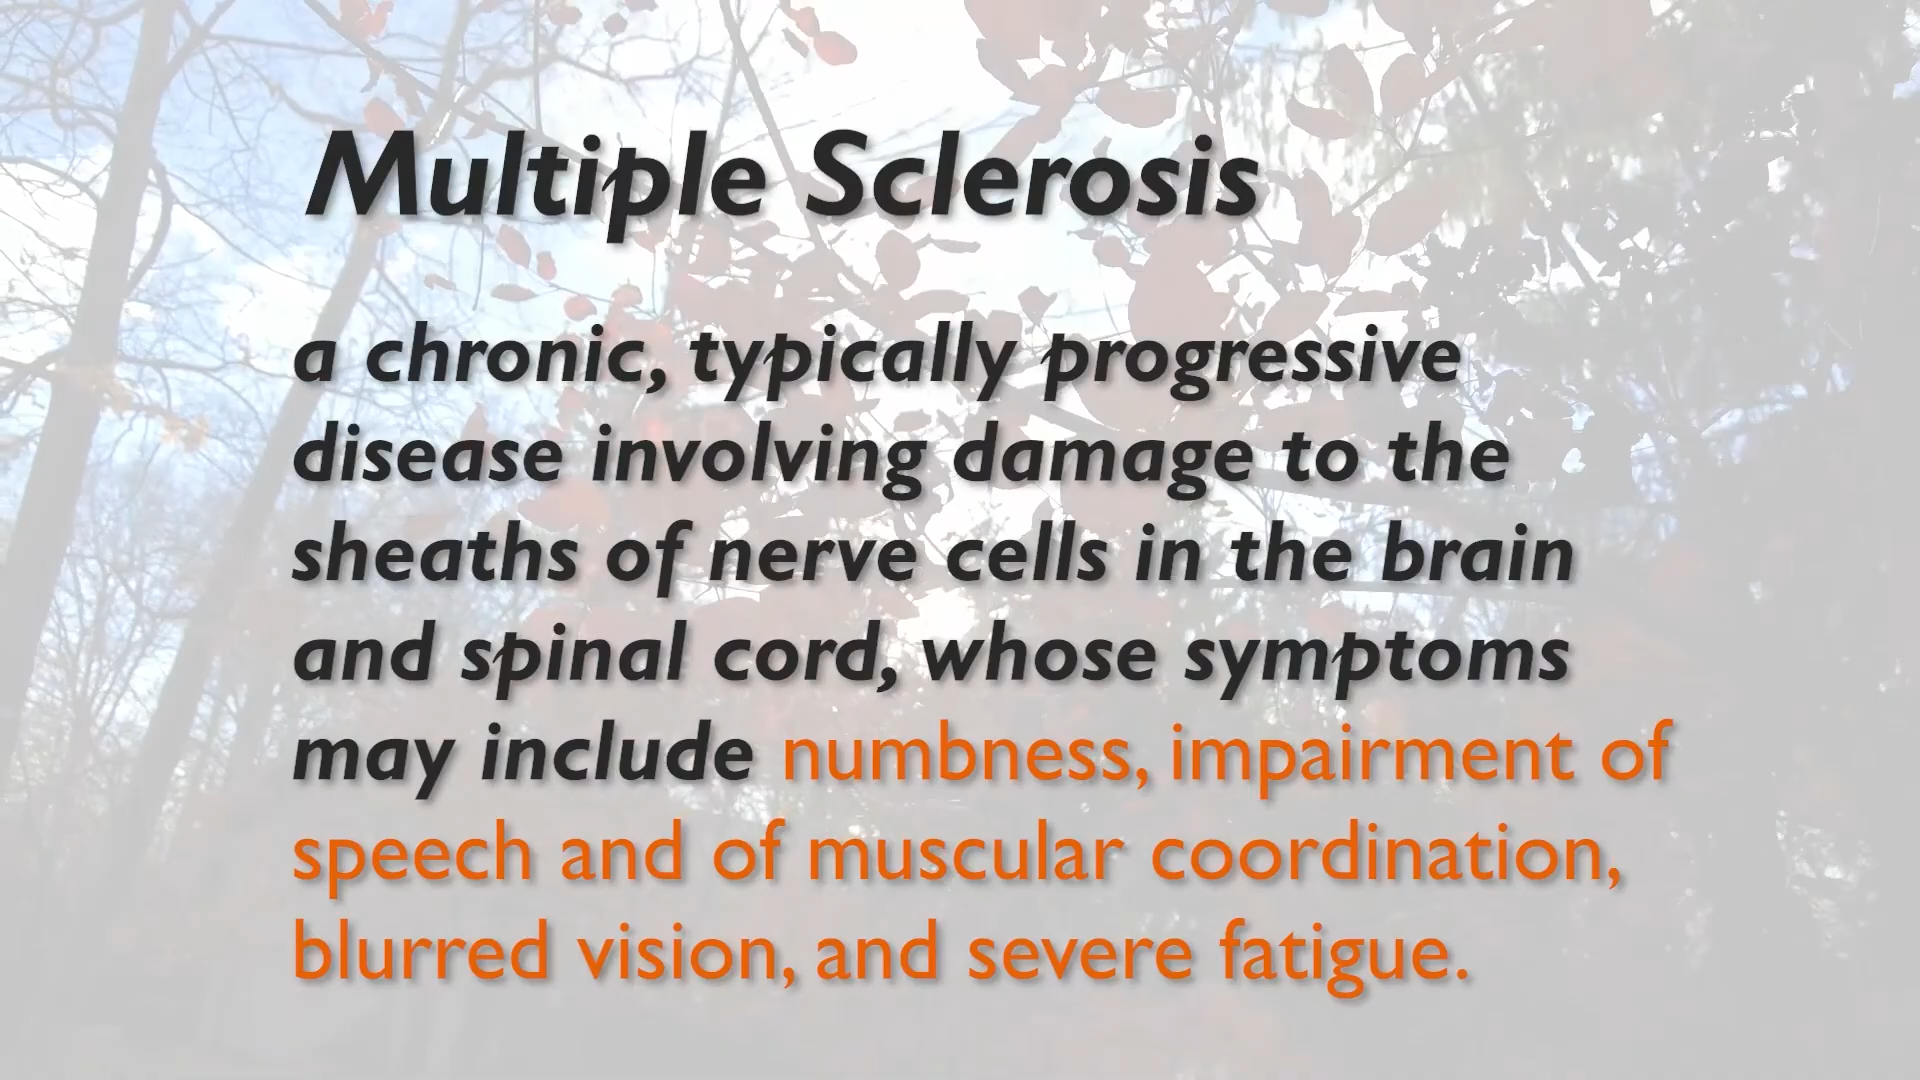 Multiple Sclerosis
a chronic, typically progressive
disease involving damage to the
sheaths of nerve cells in the brain
and spinal cord, whose symptoms
may include numbness, impairment of
speech and of muscular coordination,
blurred vision, and severe fatigue.